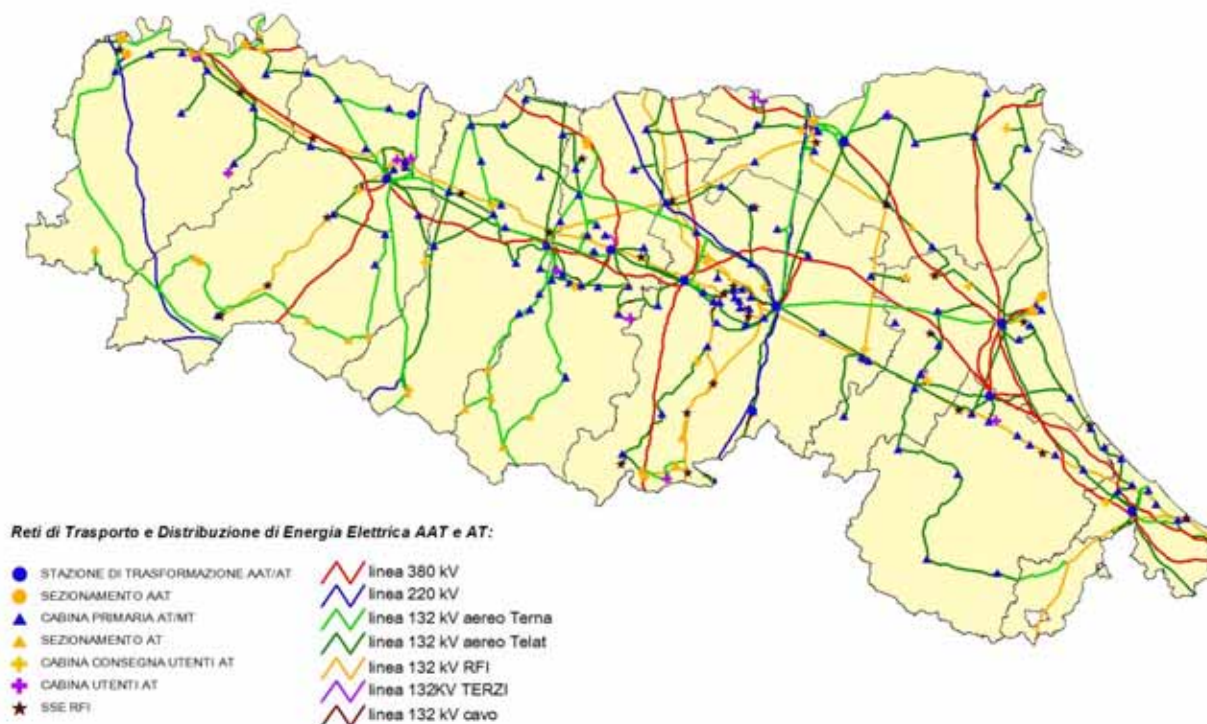 Reti di Trasporto e Distribuzione di Energia Elettrica AAT e AT:
STAZIONE DI TRASFORMAZIONE AAT/AT
SEZIONAMENTO AAT
CABINA PRIMARIA AT/MT
SEZIONAMENTO AT
CABINA CONSEGNA UTENTI AT
CABINA UTENTI AT
SSE RFI
linea 380 kV
linea 220 kV
linea 132 kV aereo Terna
linea 132 kV aereo Telat
linea 132 kV RFI
linea 132KV TERZI
linea 132 kV cavo